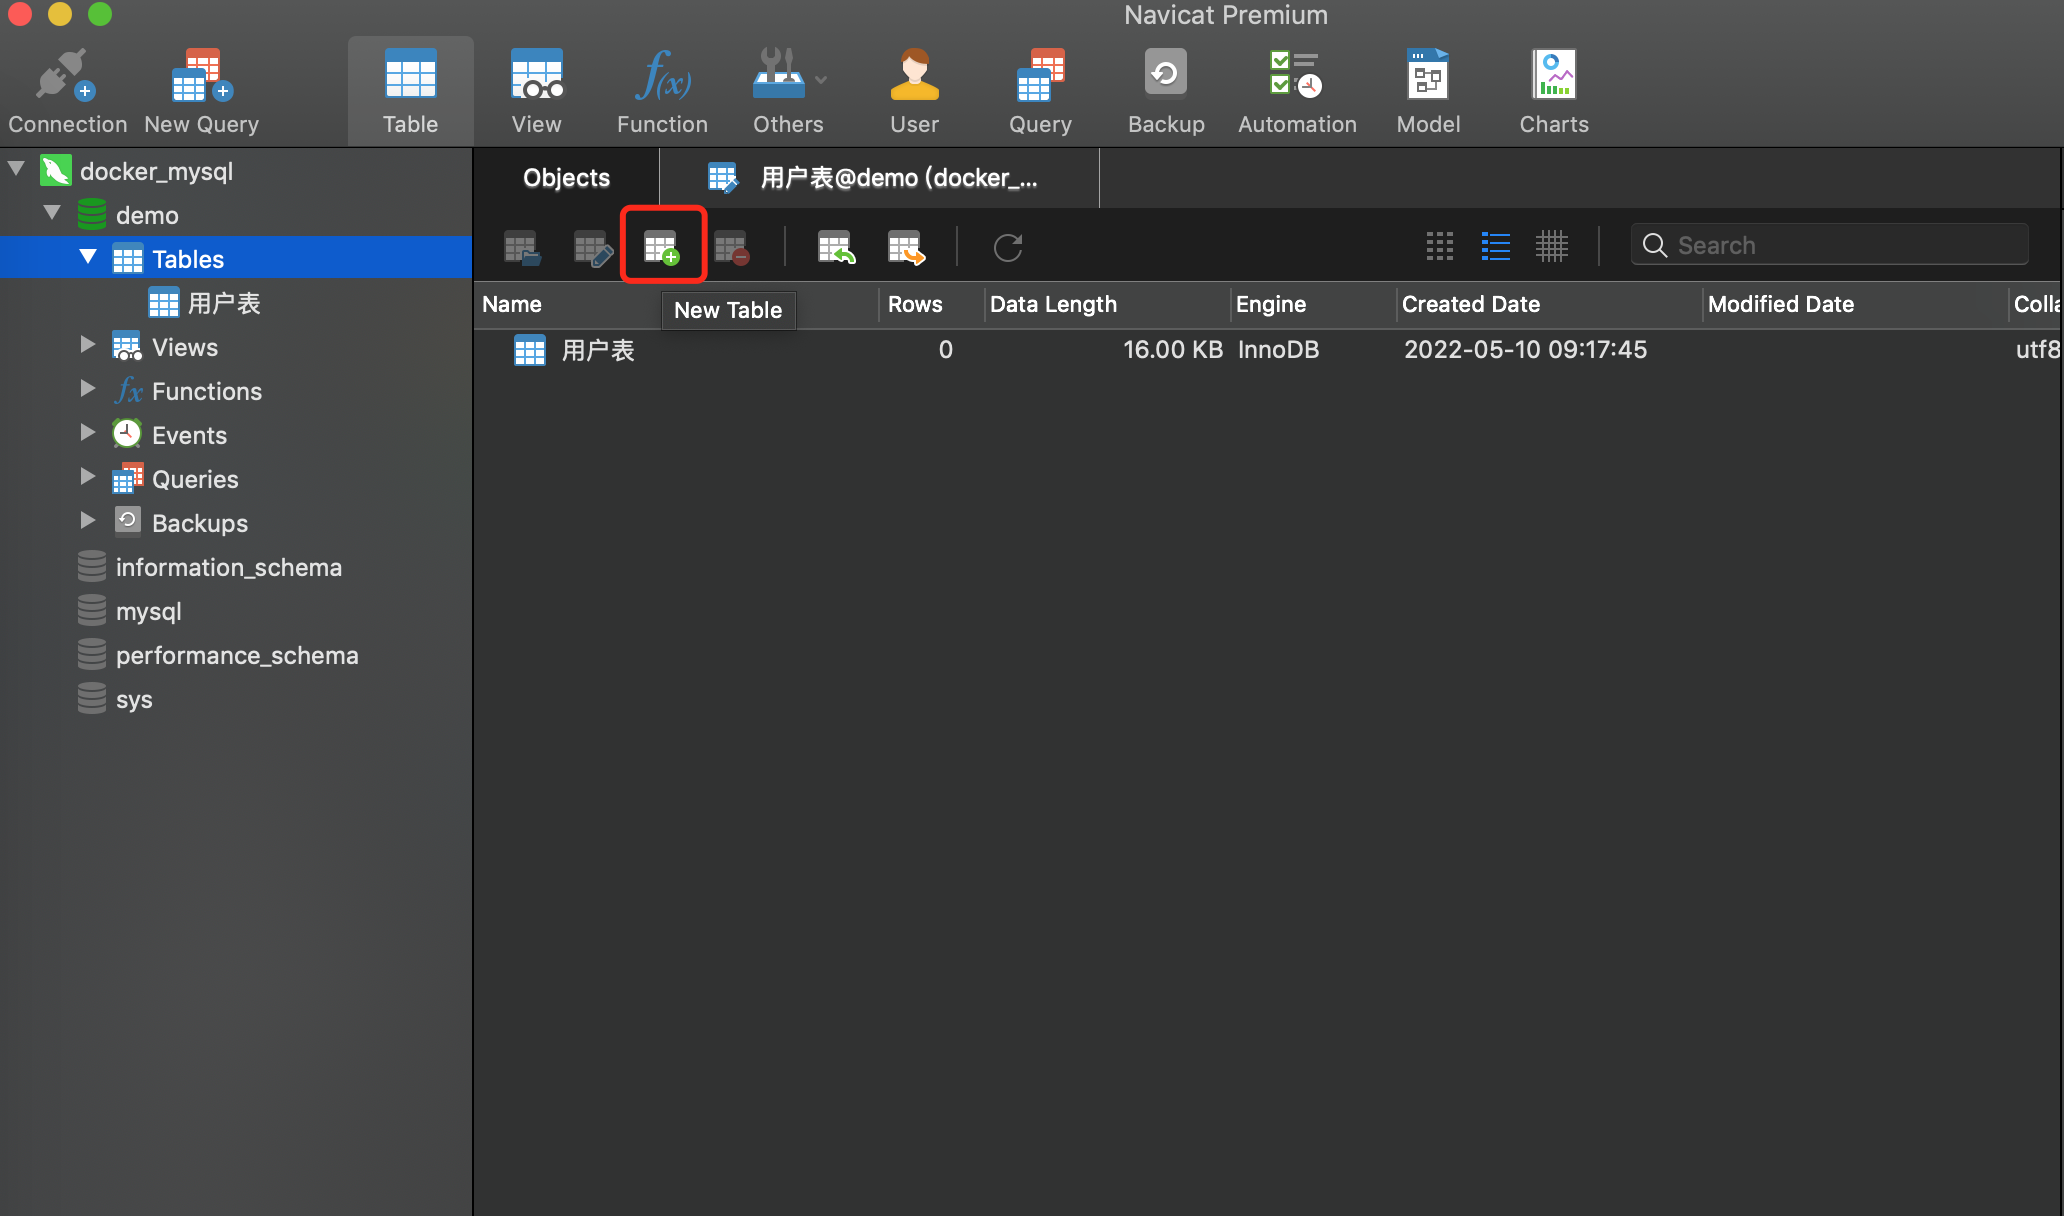 Navicat Premium
Connection
New Query
Table
View
Function
Others
User
Query
Backup
Automation
Model
Charts
docker_mysql
demo
Tables
用户表
Views
Functions
Events
Queries
Backups
information_schema
mysql
performance_schema
sys
Objects
用户表@demo (docker_...
Search
New Table
Name
Rows
Data Length
Engine
Created Date
Modified Date
Colla
用户表
0
16.00 KB
InnoDB
2022-05-10 09:17:45
utf8